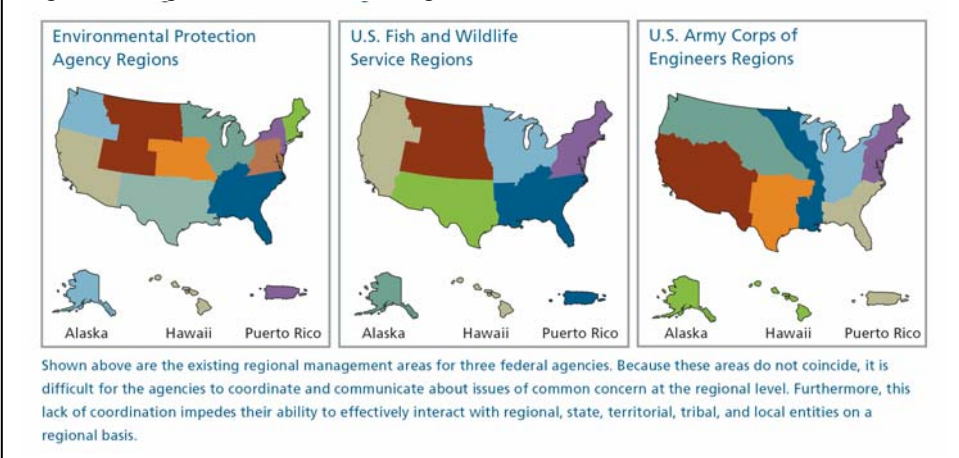 Environmental Protection
Agency Regions
U.S. Fish and Wildlife
Service Regions
U.S. Army Corps of
Engineers Regions
Alaska
Hawaii
Puerto Rico
Alaska
Hawaii
Puerto Rico
Alaska
Hawaii
Puerto Rico
Shown above are the existing regional management areas for three federal agencies. Because these areas do not coincide, it is
difficult for the agencies to coordinate and communicate about issues of common concern at the regional level. Furthermore, this
lack of coordination impedes their ability to effectively interact with regional, state, territorial, tribal, and local entities on a
regional basis.